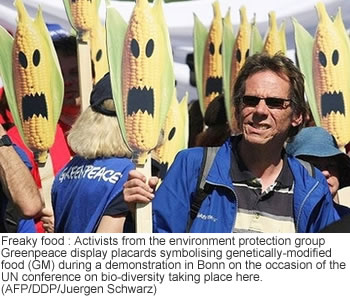 GREENPEACE
Freaky food : Activists from the environment protection group
Greenpeace display placards symbolising genetically-modified
food (GM) during a demonstration in Bonn on the occasion of the
UN conference on bio-diversity taking place here.
(AFP/DDP/Juergen Schwarz)